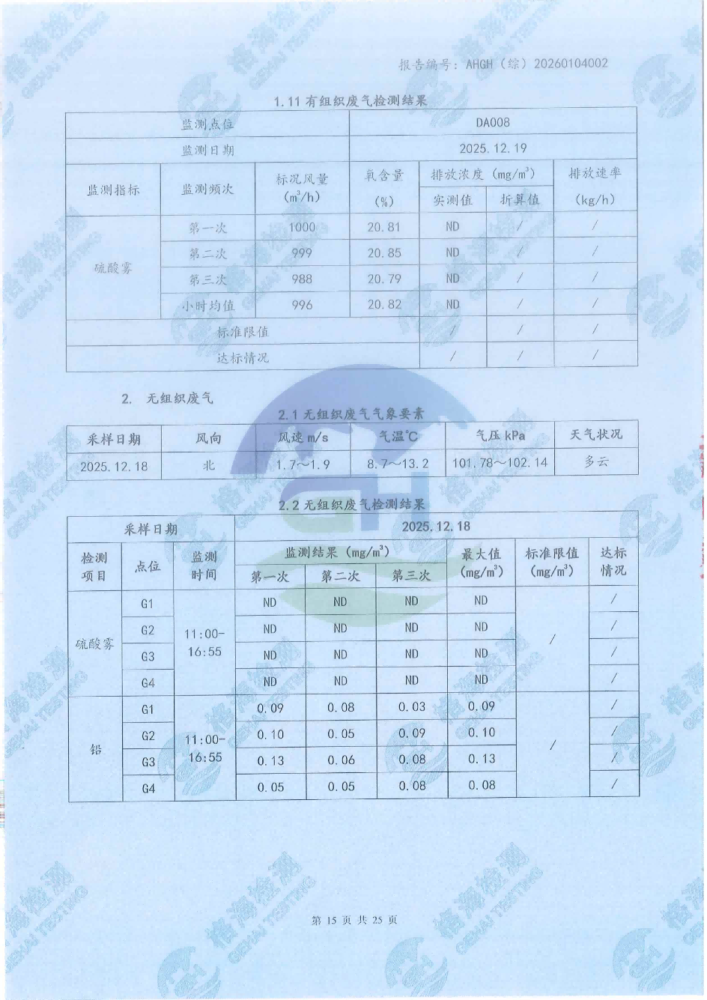 报告编号: AHGH（综）20260104002
1.11 有组织废气检测结果
监测点位 DA008
监测日期 2025.12.19
监测指标 监测频次 标况风量 (m³/h) 氧含量 (%) 排放浓度 (mg/m³) 排放速率 (kg/h)
实测值 折算值
硫酸雾 第一次 1000 20.81 ND / /
第二次 999 20.85 ND / /
第三次 988 20.79 ND / /
小时均值 996 20.82 ND / /
标准限值 / / /
达标情况 / / /
2. 无组织废气
2.1 无组织废气气象要素
采样日期 风向 风速 m/s 气温℃ 气压 kPa 天气状况
2025.12.18 北 1.7～1.9 8.7～13.2 101.78～102.14 多云
2.2 无组织废气检测结果
采样日期 2025.12.18
检测项目 点位 监测时间 监测结果 (mg/m³) 最大值 (mg/m³) 标准限值 (mg/m³) 达标情况
第一次 第二次 第三次
硫酸雾 G1 11:00-16:55 ND ND ND ND / /
G2 ND ND ND ND /
G3 ND ND ND ND /
G4 ND ND ND ND /
铅 G1 11:00-16:55 0.09 0.08 0.03 0.09 / /
G2 0.10 0.05 0.09 0.10 /
G3 0.13 0.06 0.08 0.13 /
G4 0.05 0.05 0.08 0.08 /
第 15 页 共 25 页
格海检测
GEHAI TESTING